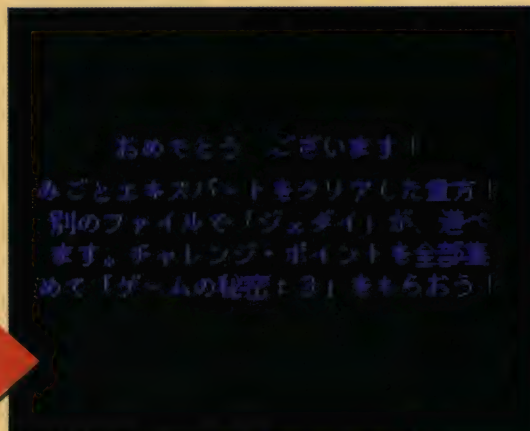 おめでとう ございます!
みごとエキスパートをクリアした貴方!
別のファイルで「ジェダイ」が、選べ
ます。チャレンジ・ポイントを全部集
めて「ゲームの秘密:3」をもらおう!